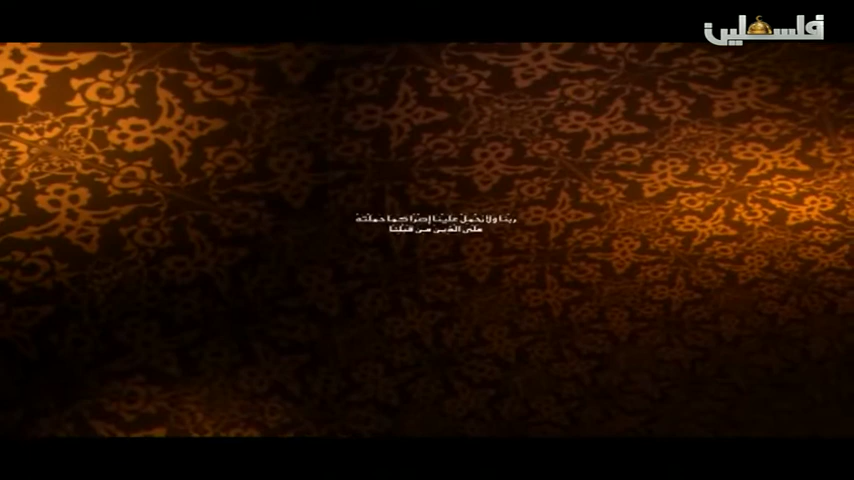 فلسطين
ربنا ولا تحمل علينا إصرا كما حملته
على الذين من قبلنا